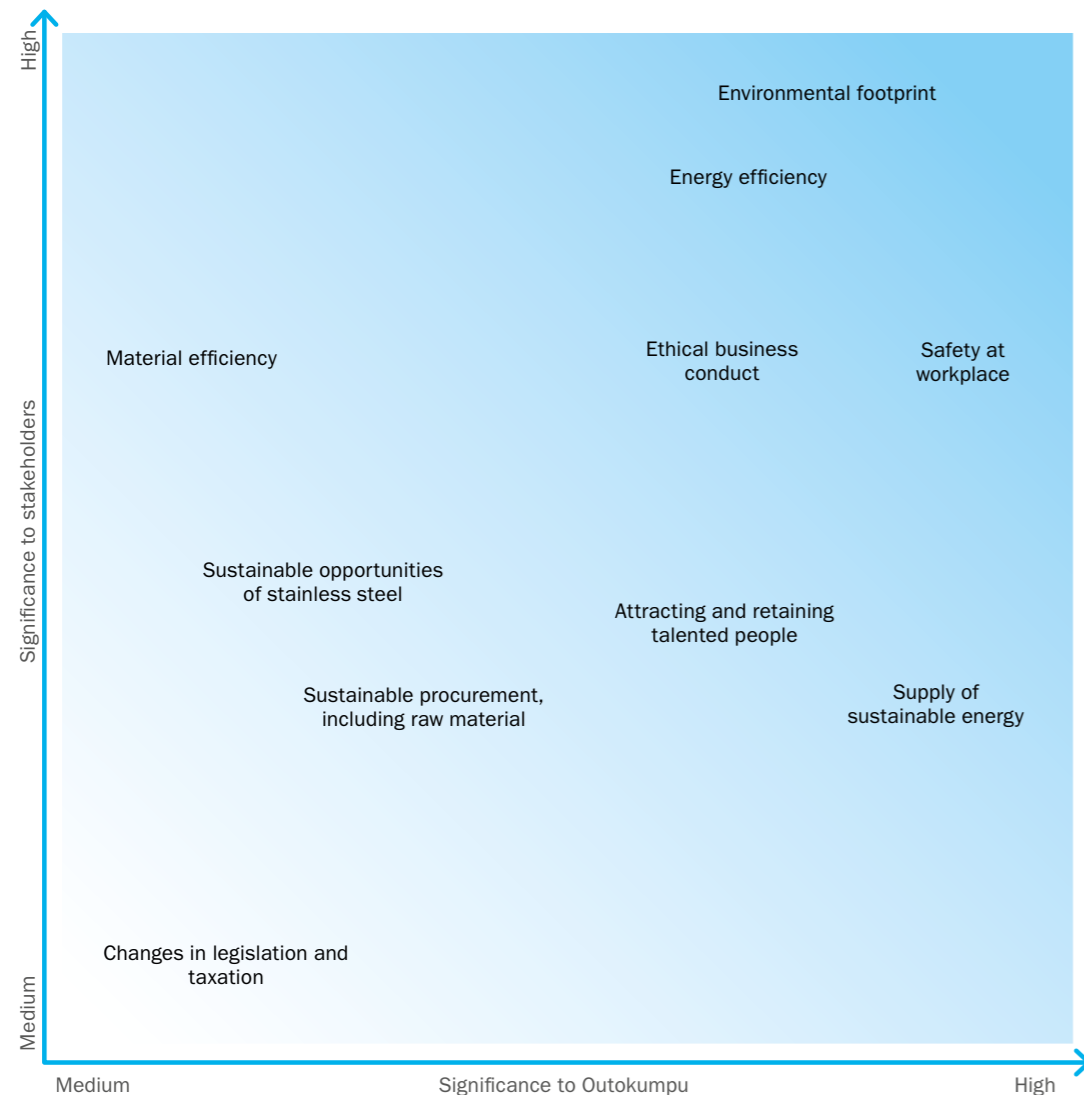 High
Environmental footprint
Energy efficiency
Material efficiency
Ethical business
conduct
Safety at
workplace
Significance to stakeholders
Sustainable opportunities
of stainless steel
Attracting and retaining
talented people
Sustainable procurement,
including raw material
Supply of
sustainable energy
Changes in legislation and
taxation
Medium
Medium
Significance to Outokumpu
High